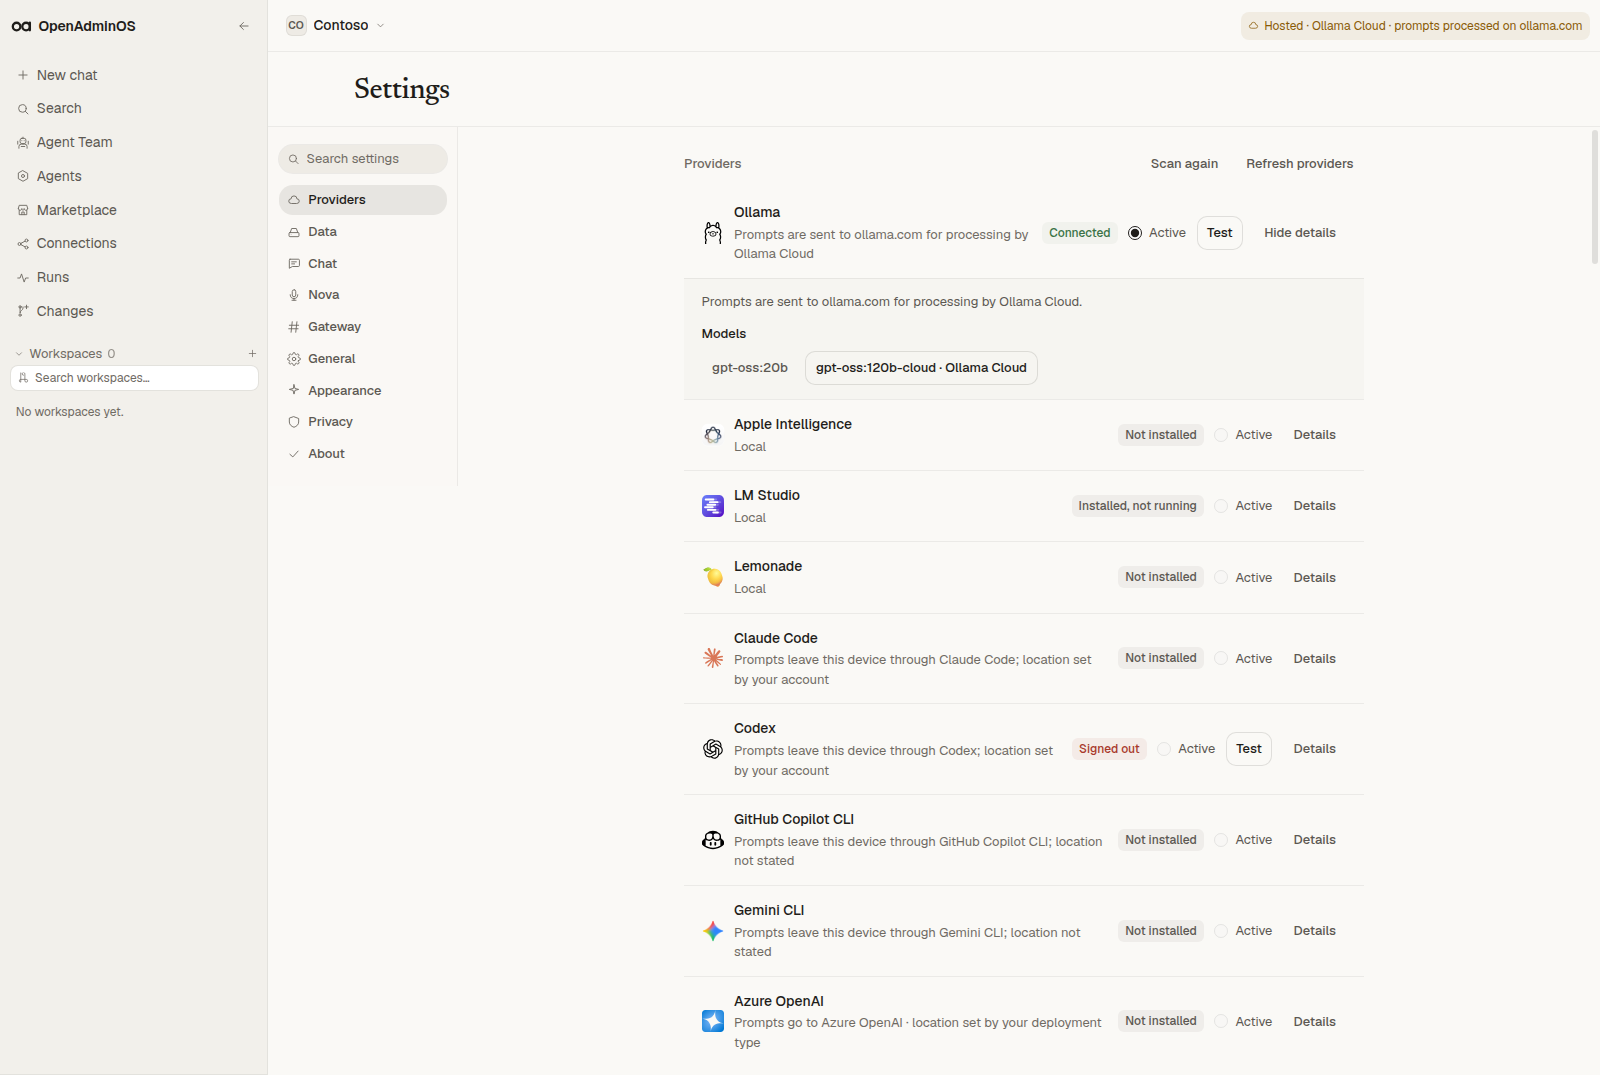 OpenAdminOS
New chat
Search
Agent Team
Agents
Marketplace
Connections
Runs
Changes
Workspaces 0
Search workspaces...
No workspaces yet.
CO Contoso
Hosted · Ollama Cloud · prompts processed on ollama.com
Settings
Search settings
Providers
Data
Chat
Nova
Gateway
General
Appearance
Privacy
About
Providers
Scan again
Refresh providers
Ollama
Prompts are sent to ollama.com for processing by
Ollama Cloud
Connected
Active
Test
Hide details
Prompts are sent to ollama.com for processing by Ollama Cloud.
Models
gpt-oss:20b
gpt-oss:120b-cloud · Ollama Cloud
Apple Intelligence
Local
Not installed
Active
Details
LM Studio
Local
Installed, not running
Active
Details
Lemonade
Local
Not installed
Active
Details
Claude Code
Prompts leave this device through Claude Code; location set
by your account
Not installed
Active
Details
Codex
Prompts leave this device through Codex; location set
by your account
Signed out
Active
Test
Details
GitHub Copilot CLI
Prompts leave this device through GitHub Copilot CLI; location
not stated
Not installed
Active
Details
Gemini CLI
Prompts leave this device through Gemini CLI; location not
stated
Not installed
Active
Details
Azure OpenAI
Prompts go to Azure OpenAI · location set by your deployment
type
Not installed
Active
Details